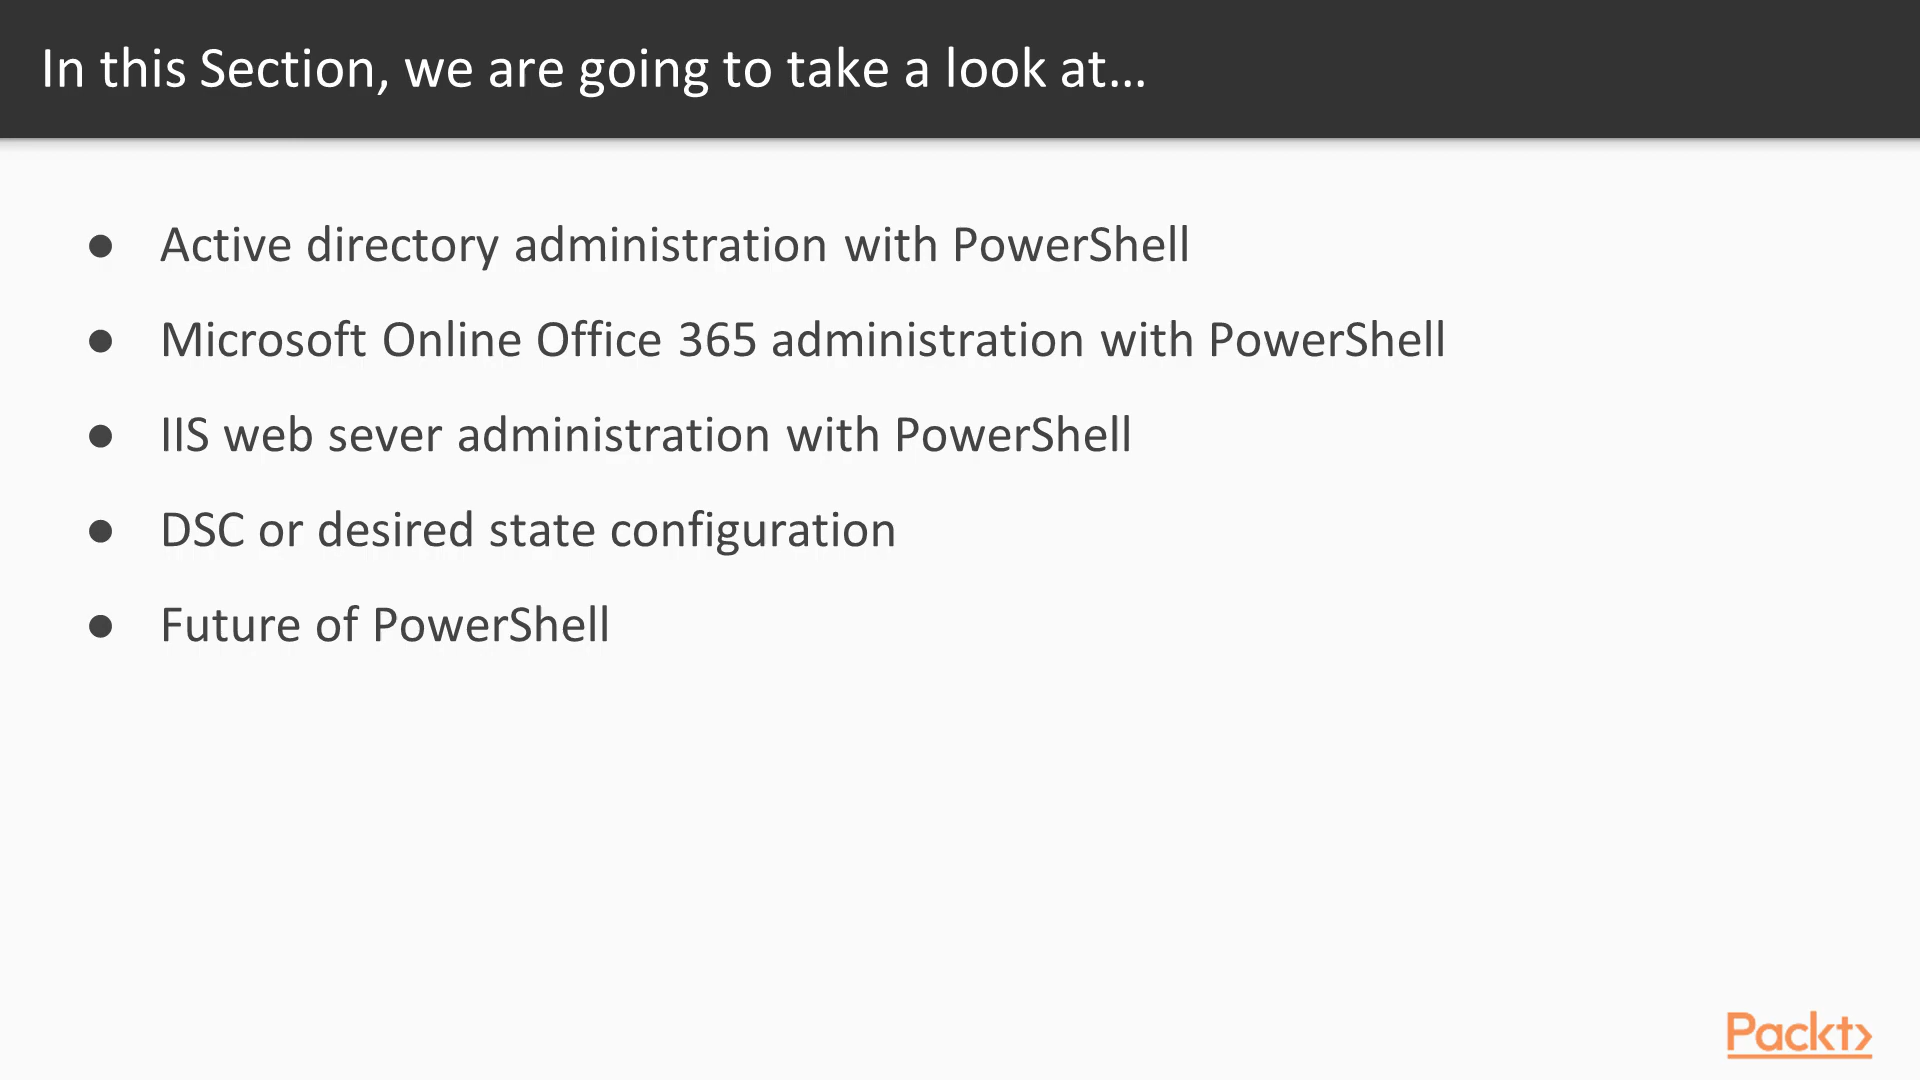 In this Section, we are going to take a look at...
● Active directory administration with PowerShell
● Microsoft Online Office 365 administration with PowerShell
● IIS web sever administration with PowerShell
● DSC or desired state configuration
● Future of PowerShell
Packt>